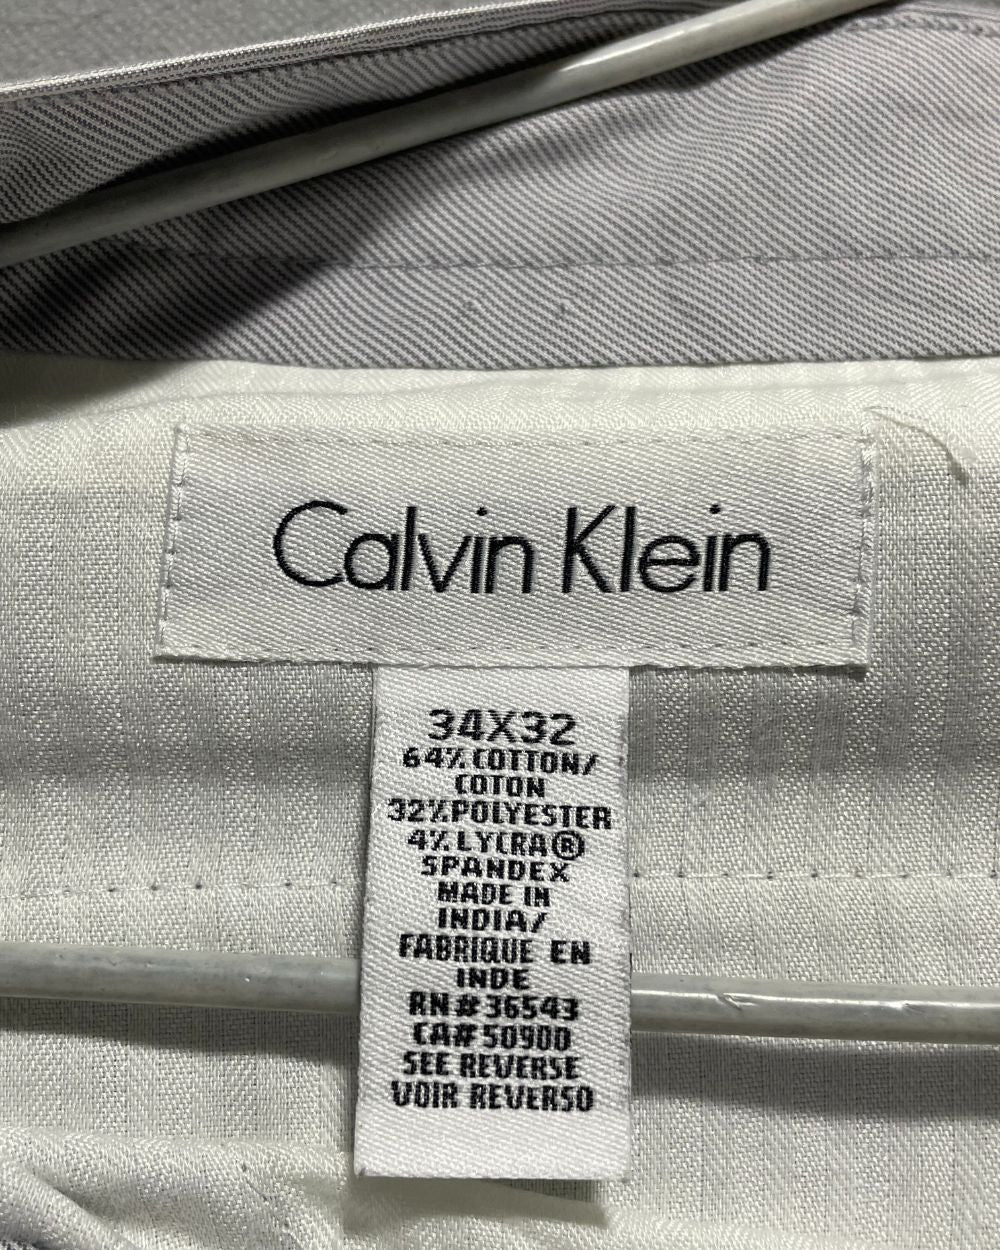 Calvin Klein
34X32
64% COTTON/
COTON
32%POLYESTER
4% LYCRA®
SPANDEX
MADE IN
INDIA/
FABRIQUE EN
INDE
RN#36543
CA#50900
SEE REVERSE
VOIR REVERSO